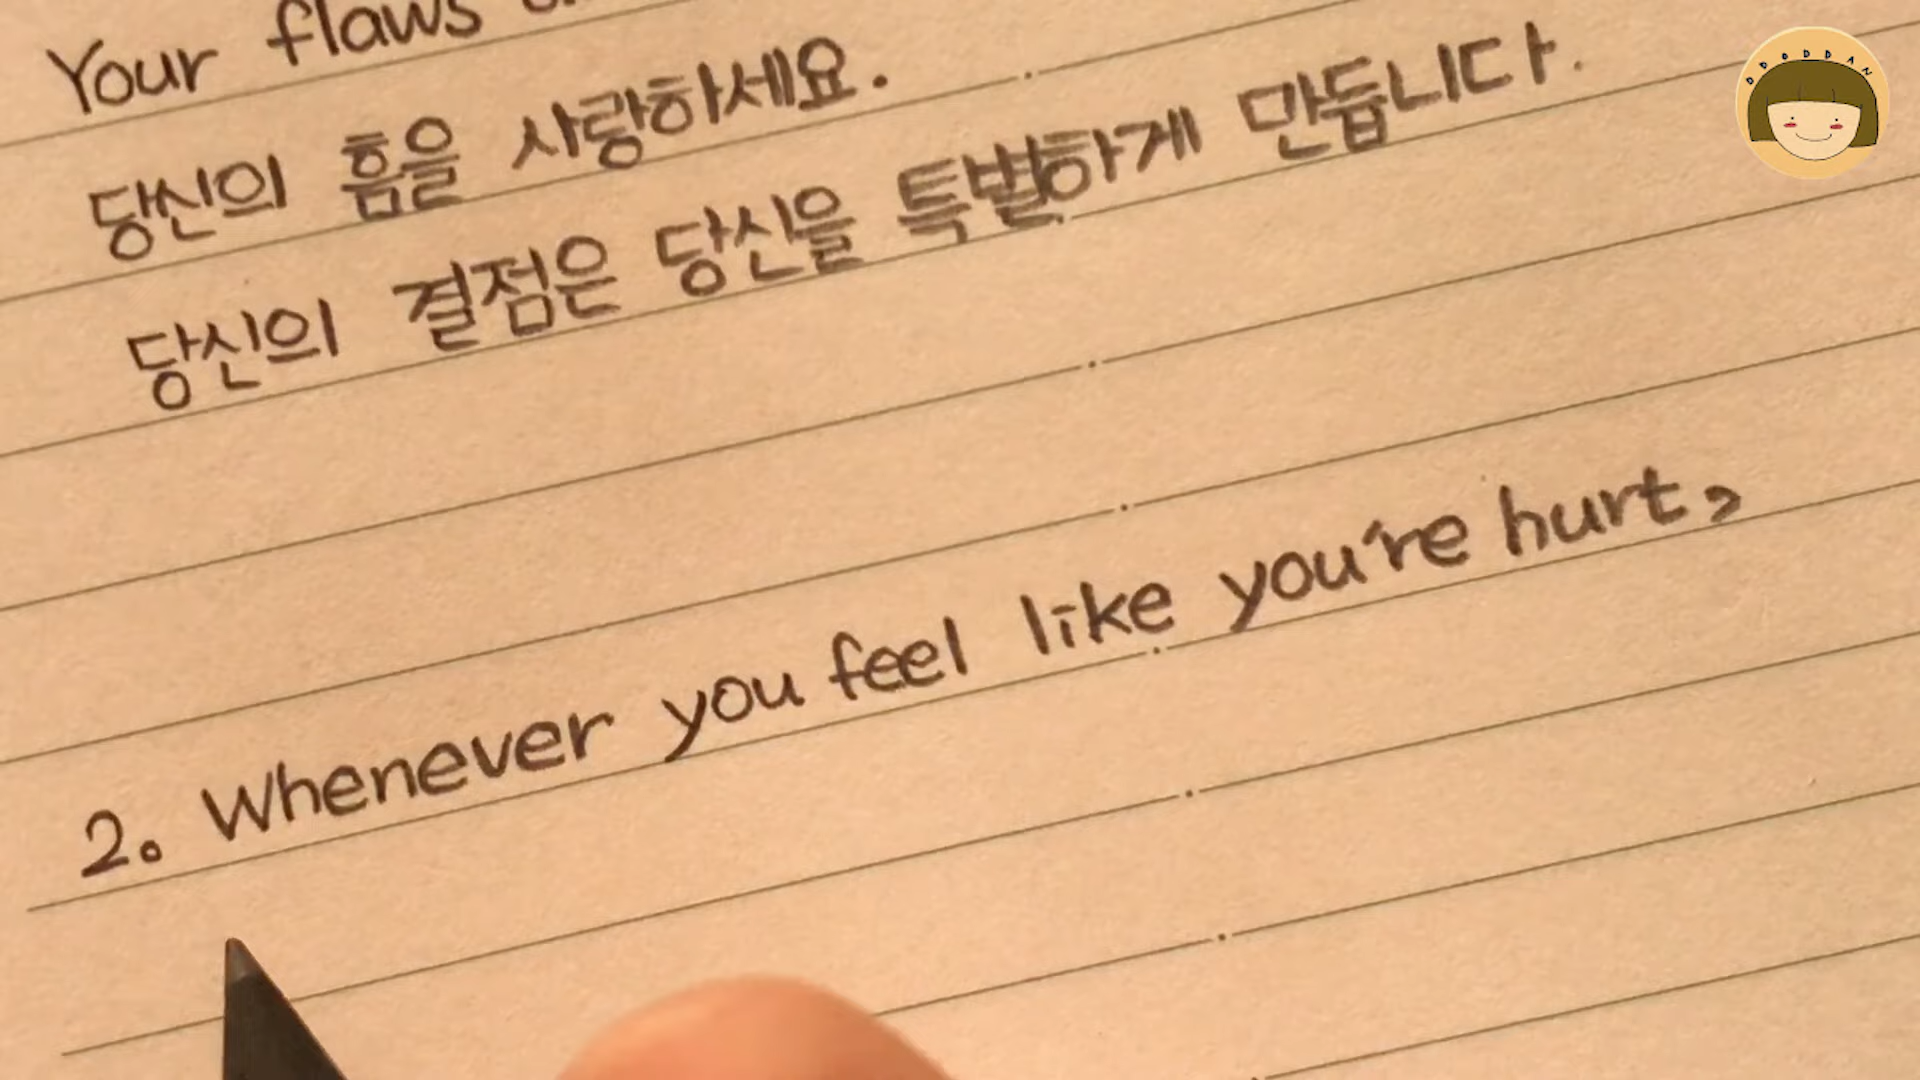 Your flaws
당신의 흠을 사랑하세요.
당신의 결점은 당신을 특별하게 만듭니다.
2. Whenever you feel like you're hurt,
DDODDAN